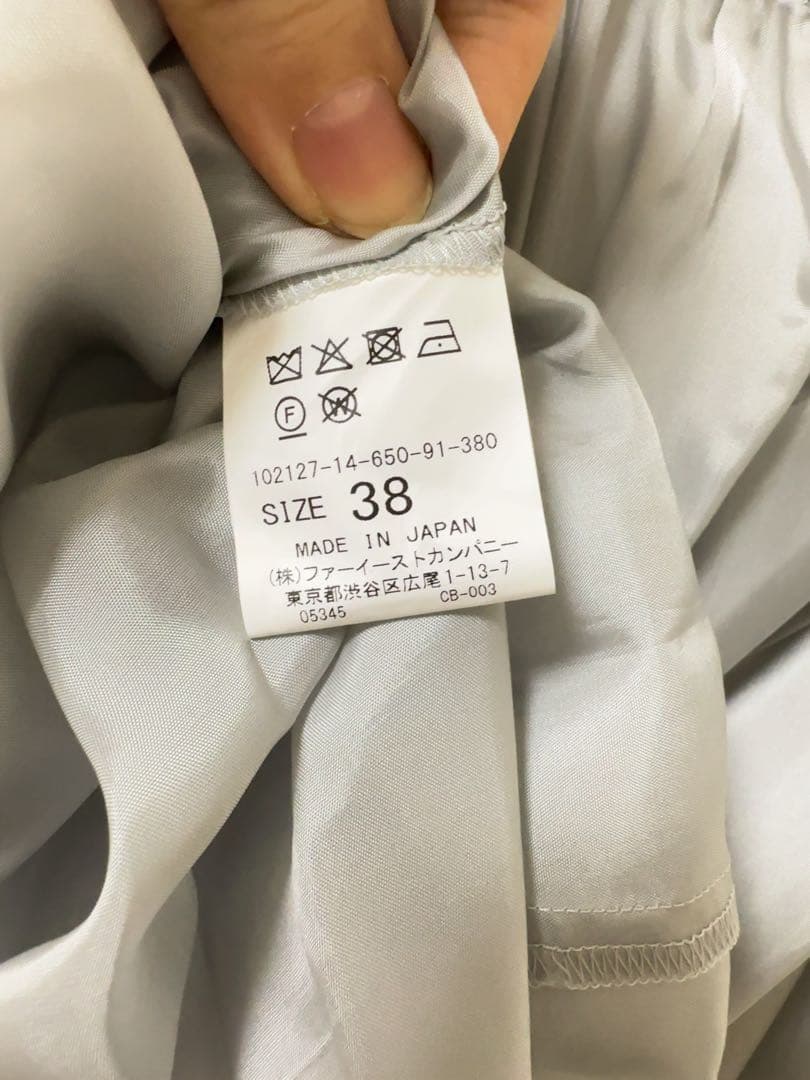 F
W
102127-14-650-91-380
SIZE 38
MADE IN JAPAN
(株)ファーイーストカンパニー
東京都渋谷区広尾1-13-7
05345 CB-003